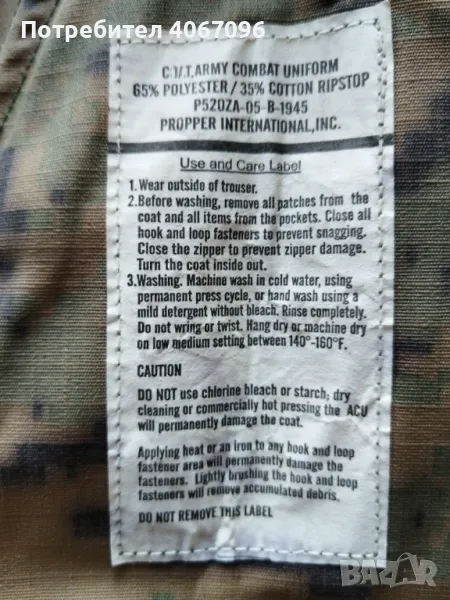 Потребител 4067096
C:\/.T,ARMY COMBAT UNIFORM
65% POLYESTER / 35% COTTON RIPSTOP
P520ZA-05-B-1945
PROPPER INTERNATIONAL,INC.
Use and Care Label
1. Wear outside of trouser.
2.Before washing, remove all patches from the
coat and all items from the pockets. Close all
hook and loop fasteners to prevent snagging.
Close the zipper to prevent zipper damage.
Turn the coat inside out.
3.Washing. Machine wash in cold water, using
permanent press cycle, or hand wash using a
mild detergent without bleach. Rinse completely.
Do not wring or twist. Hang dry or machine dry
on low medium setting between 140°-160°F.
CAUTION
DO NOT use chlorine bleach or starch; dry
cleaning or commercially hot pressing the ACU
will permanently damage the coat.
Applying heat or an iron to any hook and loop
fastener area will permanently damage the
fasteners. Lightly brushing the hook and loop
fasteners will remove accumulated debris.
DO NOT REMOVE THIS LABEL
BAZAR